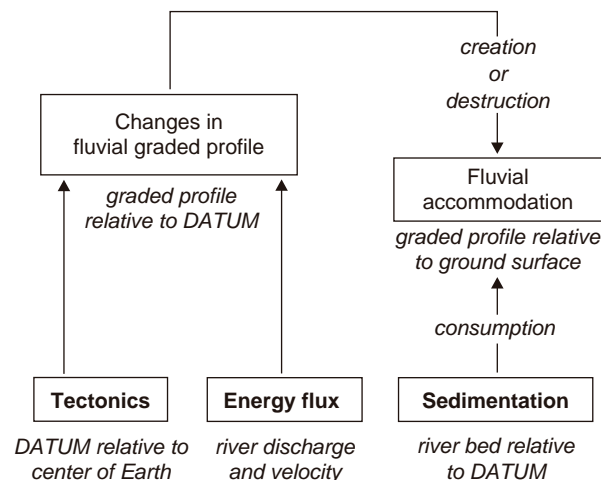 creation
or
destruction
Changes in
fluvial graded profile
graded profile
relative to DATUM
Fluvial
accommodation
graded profile relative
to ground surface
consumption
Tectonics
Energy flux
Sedimentation
DATUM relative to
center of Earth
river discharge
and velocity
river bed relative
to DATUM